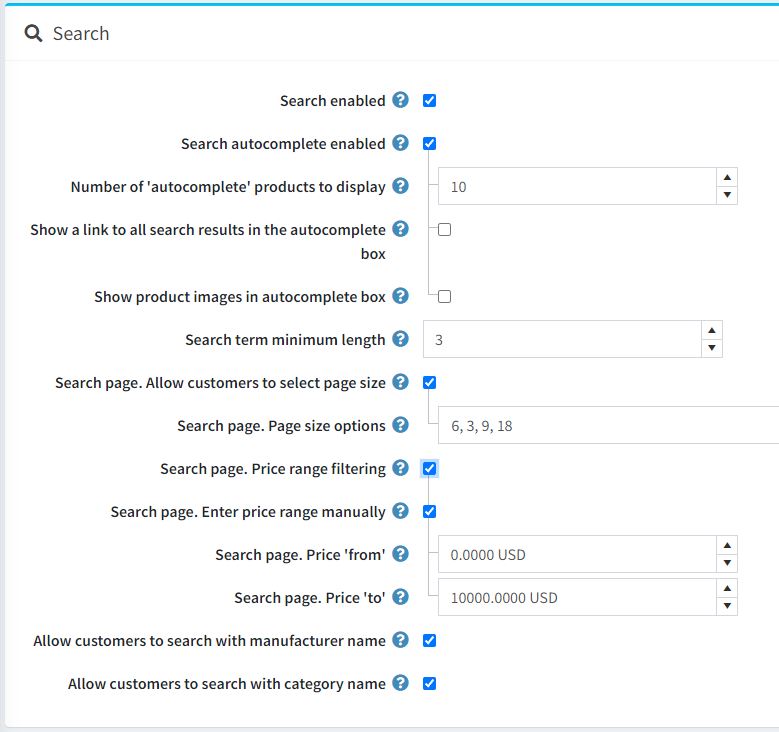 Search
Search enabled ?
Search autocomplete enabled ?
Number of 'autocomplete' products to display ? 10
Show a link to all search results in the autocomplete ?
box
Show product images in autocomplete box ?
Search term minimum length ? 3
Search page. Allow customers to select page size ?
Search page. Page size options ? 6, 3, 9, 18
Search page. Price range filtering ?
Search page. Enter price range manually ?
Search page. Price 'from' ? 0.0000 USD
Search page. Price 'to' ? 10000.0000 USD
Allow customers to search with manufacturer name ?
Allow customers to search with category name ?